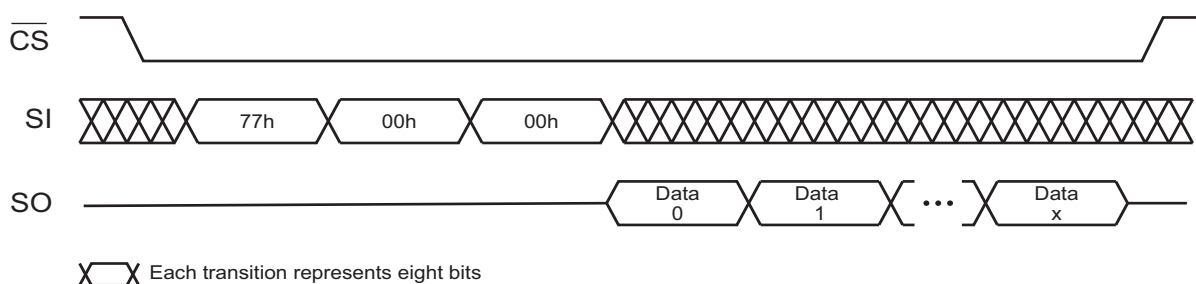 CS
SI
77h
00h
00h
SO
Data
0
Data
1
•••
Data
x
Each transition represents eight bits